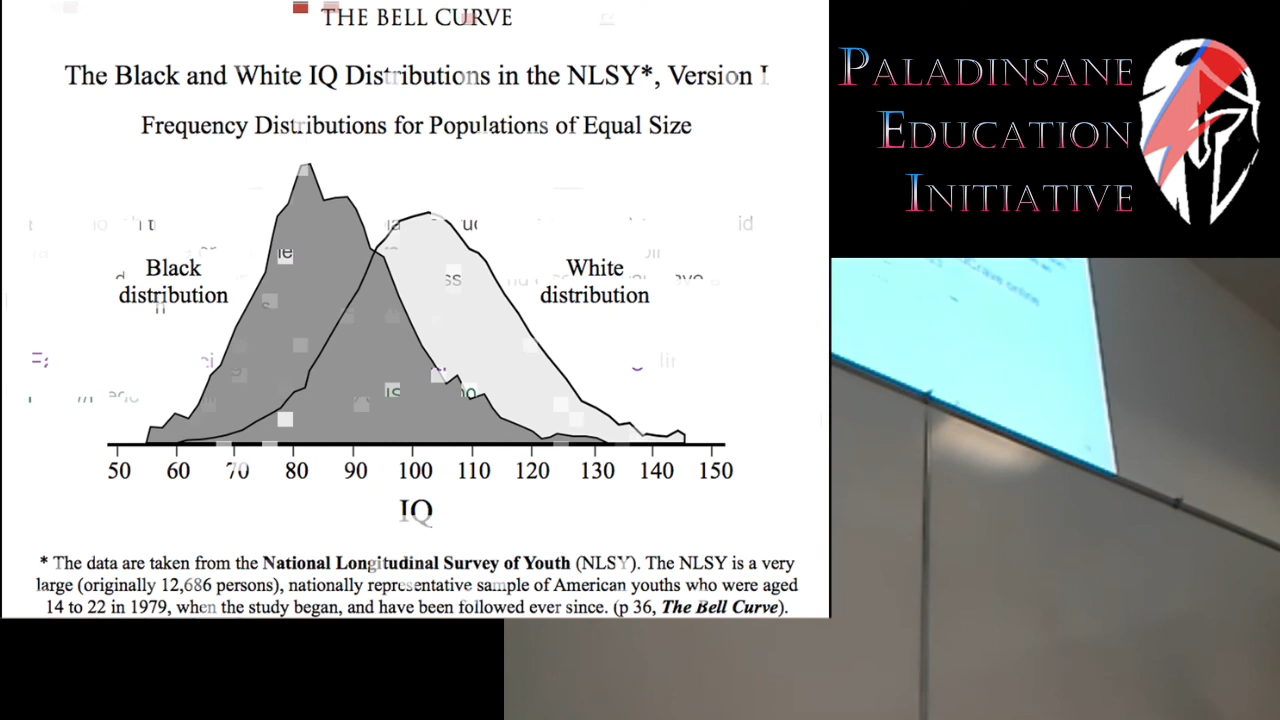 THE BELL CURVE
The Black and White IQ Distributions in the NLSY*, Version I
Frequency Distributions for Populations of Equal Size
Black
distribution
White
distribution
50 60 70 80 90 100 110 120 130 140 150
IQ
* The data are taken from the National Longitudinal Survey of Youth (NLSY). The NLSY is a very
large (originally 12,686 persons), nationally representative sample of American youths who were aged
14 to 22 in 1979, when the study began, and have been followed ever since. (p 36, The Bell Curve).
PALADINSANE
EDUCATION
INITIATIVE
online